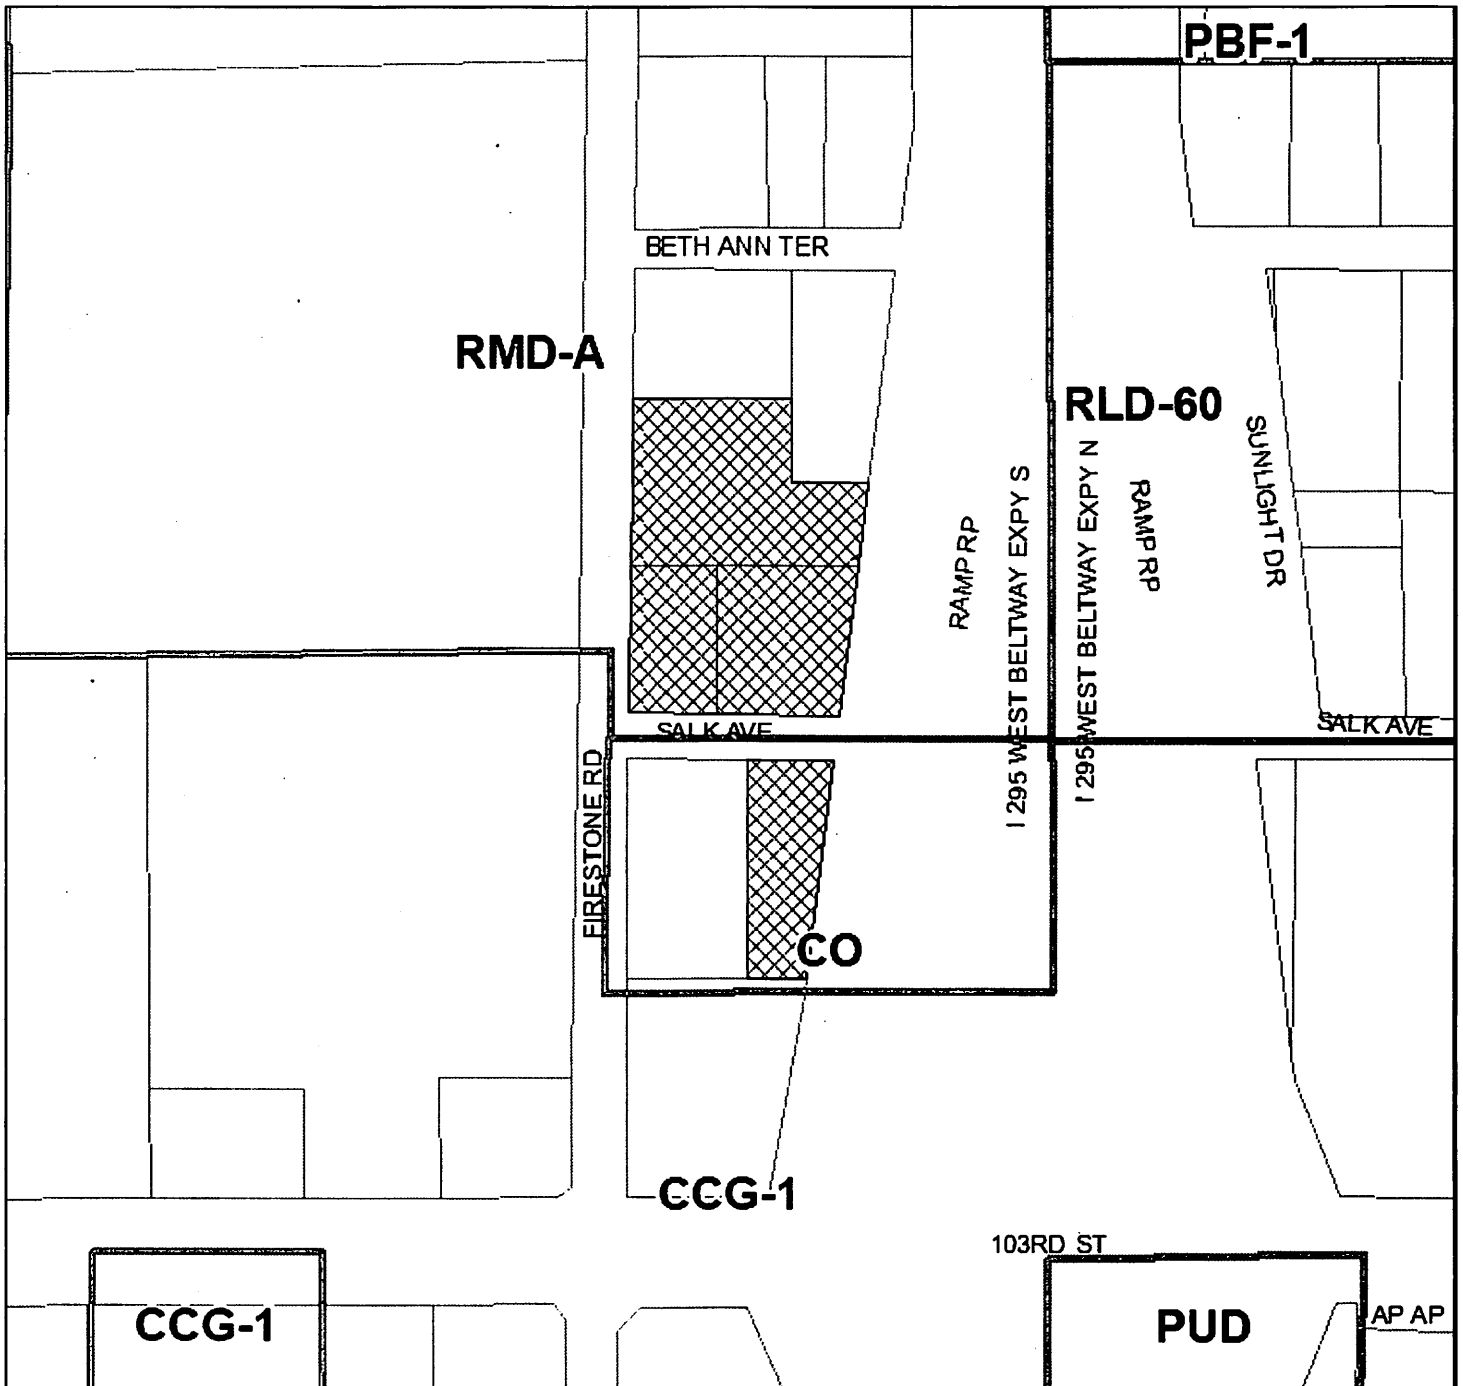 PBF-1
BETH ANN TER
RMD-A
RLD-60
SUNLIGHT DR
RAMP RP
RAMP RP
I 295 WEST BELTWAY EXPY S
I 295 WEST BELTWAY EXPY N
SALK AVE
SALK AVE
FIRESTONE RD
CO
CCG-1
103RD ST
CCG-1
PUD
AP AP